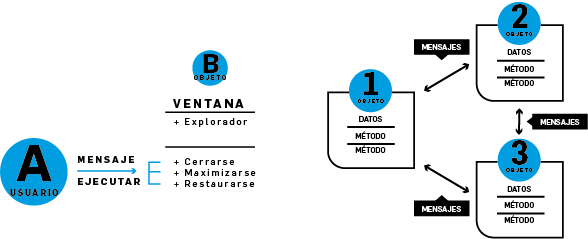 A
USUARIO
MENSAJE
EJECUTAR
B
OBJETO
VENTANA
+ Explorador
+ Cerrarse
+ Maximizarse
+ Restaurarse
1
OBJETO
DATOS
MÉTODO
MÉTODO
MENSAJES
2
OBJETO
DATOS
MÉTODO
MÉTODO
MENSAJES
3
OBJETO
DATOS
MÉTODO
MÉTODO
MENSAJES